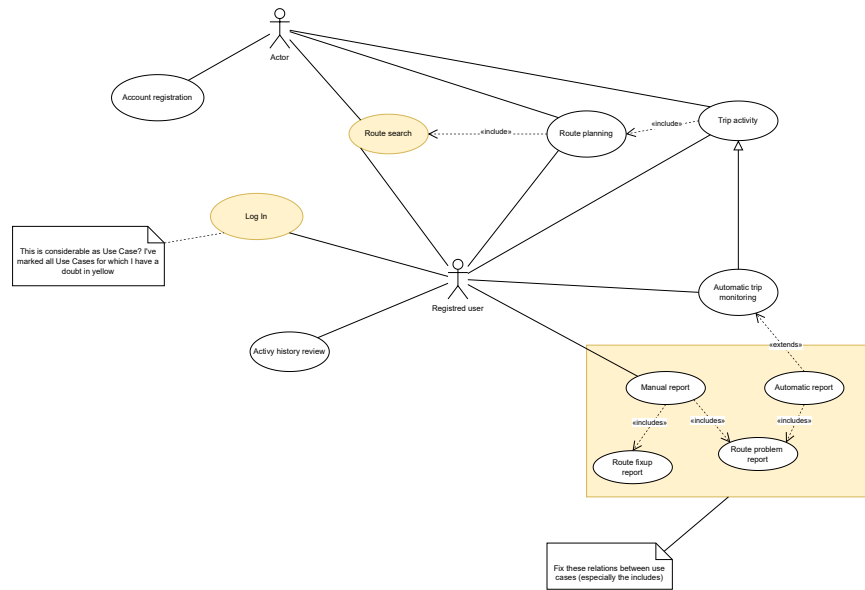 Actor
Account registration
Route search
«include»
Route planning
«include»
Trip activity
Log In
This is considerable as Use Case? I've
marked all Use Cases for which I have a
doubt in yellow
Registred user
Automatic trip
monitoring
Activy history review
«extends»
Manual report
Automatic report
«includes»
«includes»
«includes»
Route fixup
report
Route problem
report
Fix these relations between use
cases (especially the includes)